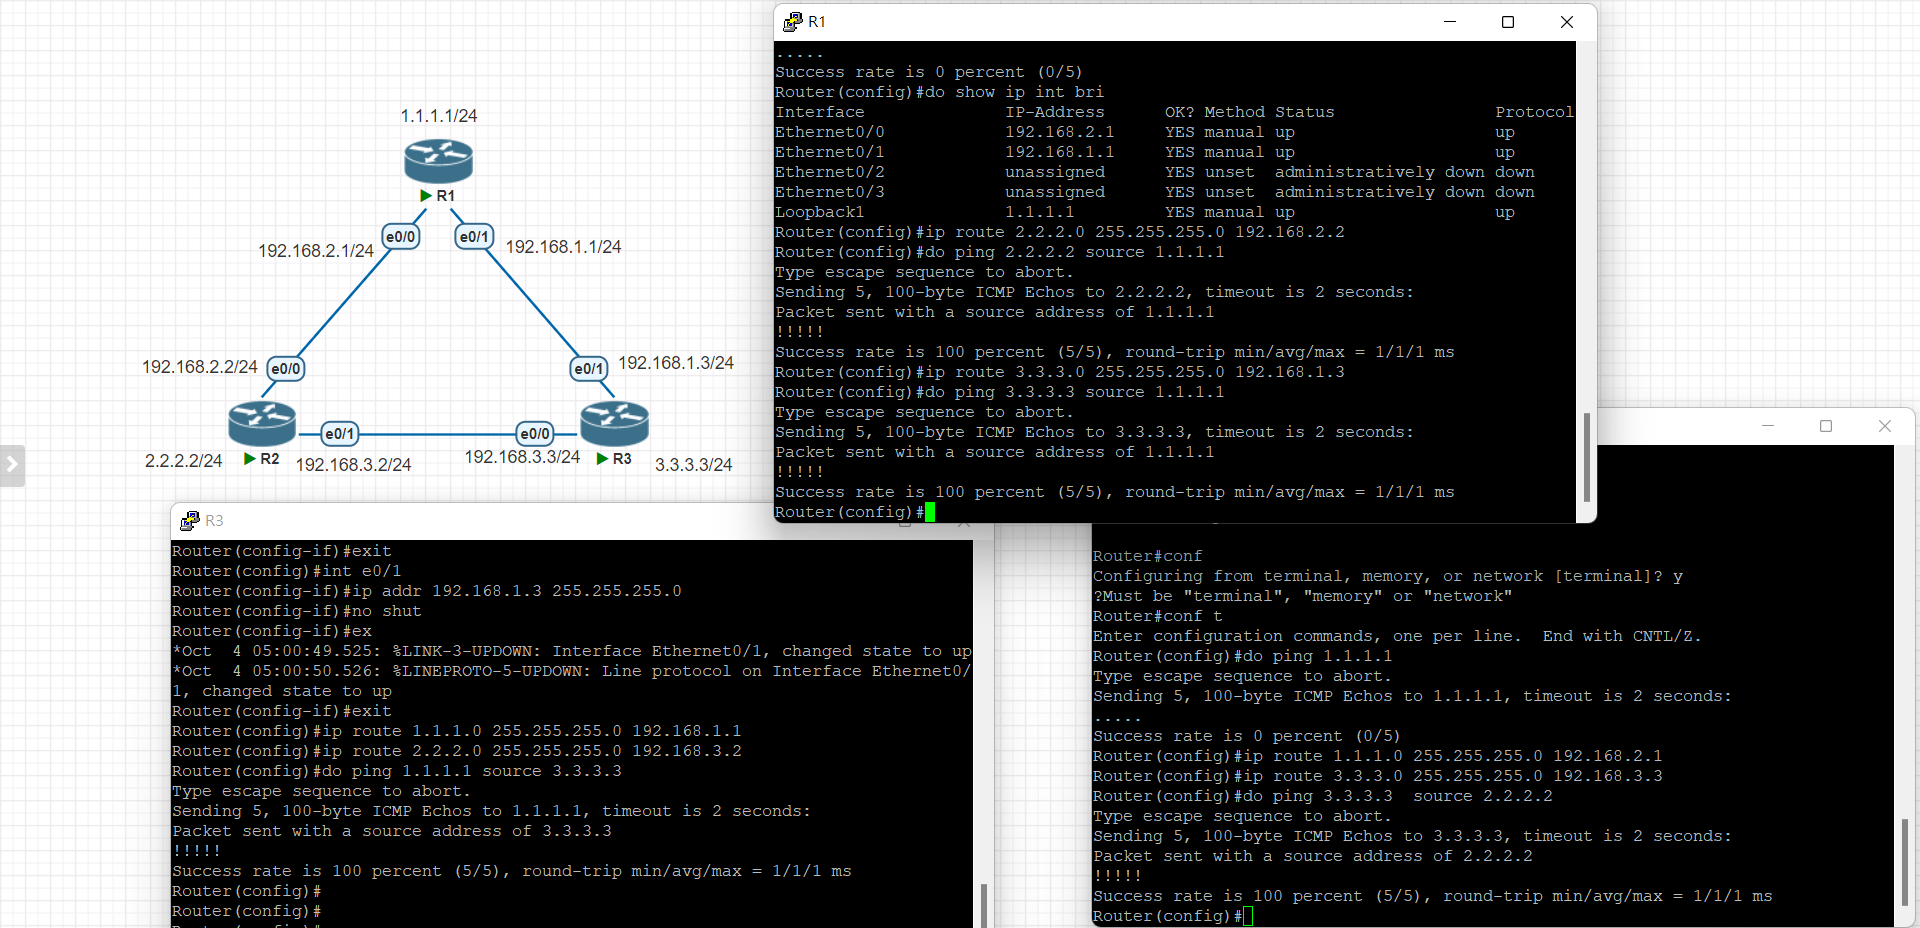 1.1.1.1/24
R1
e0/0
e0/1
192.168.2.1/24
192.168.1.1/24
192.168.2.2/24
e0/0
e0/1
192.168.1.3/24
e0/1
e0/0
2.2.2.2/24
R2
192.168.3.2/24
192.168.3.3/24
R3
3.3.3.3/24
R1
.....
Success rate is 0 percent (0/5)
Router(config)#do show ip int bri
Interface IP-Address OK? Method Status Protocol
Ethernet0/0 192.168.2.1 YES manual up up
Ethernet0/1 192.168.1.1 YES manual up up
Ethernet0/2 unassigned YES unset administratively down down
Ethernet0/3 unassigned YES unset administratively down down
Loopback1 1.1.1.1 YES manual up up
Router(config)#ip route 2.2.2.0 255.255.255.0 192.168.2.2
Router(config)#do ping 2.2.2.2 source 1.1.1.1
Type escape sequence to abort.
Sending 5, 100-byte ICMP Echos to 2.2.2.2, timeout is 2 seconds:
Packet sent with a source address of 1.1.1.1
!!!!!
Success rate is 100 percent (5/5), round-trip min/avg/max = 1/1/1 ms
Router(config)#ip route 3.3.3.0 255.255.255.0 192.168.1.3
Router(config)#do ping 3.3.3.3 source 1.1.1.1
Type escape sequence to abort.
Sending 5, 100-byte ICMP Echos to 3.3.3.3, timeout is 2 seconds:
Packet sent with a source address of 1.1.1.1
!!!!!
Success rate is 100 percent (5/5), round-trip min/avg/max = 1/1/1 ms
Router(config)#
R3
Router(config-if)#exit
Router(config)#int e0/1
Router(config-if)#ip addr 192.168.1.3 255.255.255.0
Router(config-if)#no shut
Router(config-if)#ex
*Oct  4 05:00:49.525: %LINK-3-UPDOWN: Interface Ethernet0/1, changed state to up
*Oct  4 05:00:50.526: %LINEPROTO-5-UPDOWN: Line protocol on Interface Ethernet0/
1, changed state to up
Router(config-if)#exit
Router(config)#ip route 1.1.1.0 255.255.255.0 192.168.1.1
Router(config)#ip route 2.2.2.0 255.255.255.0 192.168.3.2
Router(config)#do ping 1.1.1.1 source 3.3.3.3
Type escape sequence to abort.
Sending 5, 100-byte ICMP Echos to 1.1.1.1, timeout is 2 seconds:
Packet sent with a source address of 3.3.3.3
!!!!!
Success rate is 100 percent (5/5), round-trip min/avg/max = 1/1/1 ms
Router(config)#
Router(config)#
Router#conf
Configuring from terminal, memory, or network [terminal]? y
?Must be "terminal", "memory" or "network"
Router#conf t
Enter configuration commands, one per line.  End with CNTL/Z.
Router(config)#do ping 1.1.1.1
Type escape sequence to abort.
Sending 5, 100-byte ICMP Echos to 1.1.1.1, timeout is 2 seconds:
.....
Success rate is 0 percent (0/5)
Router(config)#ip route 1.1.1.0 255.255.255.0 192.168.2.1
Router(config)#ip route 3.3.3.0 255.255.255.0 192.168.3.3
Router(config)#do ping 3.3.3.3  source 2.2.2.2
Type escape sequence to abort.
Sending 5, 100-byte ICMP Echos to 3.3.3.3, timeout is 2 seconds:
Packet sent with a source address of 2.2.2.2
!!!!!
Success rate is 100 percent (5/5), round-trip min/avg/max = 1/1/1 ms
Router(config)#